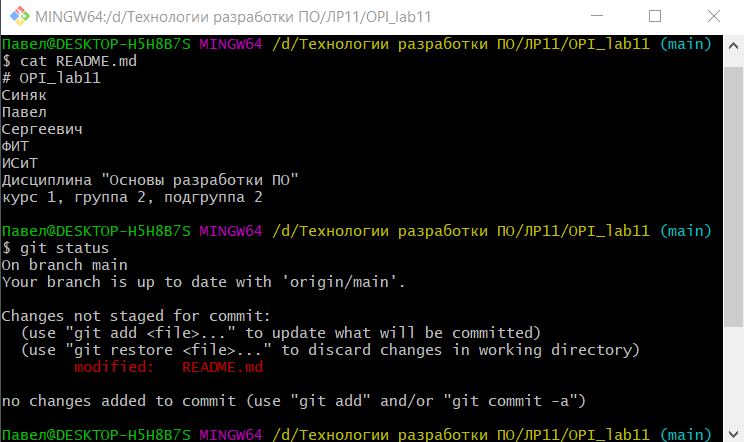 MINGW64:/d/Технологии разработки ПО/ЛР11/OPI_lab11
Павел@DESKTOP-H5H8B7S MINGW64 /d/Технологии разработки ПО/ЛР11/OPI_lab11 (main)
$ cat README.md
# OPI_lab11
Синяк
Павел
Сергеевич
ФИТ
ИСиТ
Дисциплина "Основы разработки ПО"
курс 1, группа 2, подгруппа 2
Павел@DESKTOP-H5H8B7S MINGW64 /d/Технологии разработки ПО/ЛР11/OPI_lab11 (main)
$ git status
On branch main
Your branch is up to date with 'origin/main'.
Changes not staged for commit:
  (use "git add <file>..." to update what will be committed)
  (use "git restore <file>..." to discard changes in working directory)
        modified:   README.md
no changes added to commit (use "git add" and/or "git commit -a")
Павел@DESKTOP-H5H8B7S MINGW64 /d/Технологии разработки ПО/ЛР11/OPI_lab11 (main)